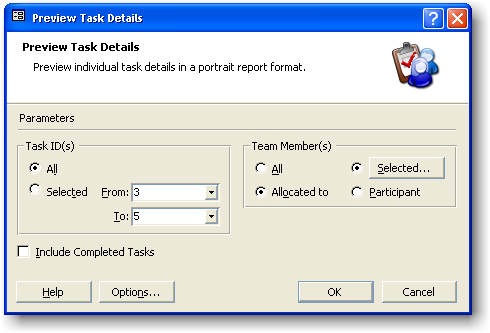 Preview Task Details
Preview Task Details
Preview individual task details in a portrait report format.
Parameters
Task ID(s)
All
Selected From: 3
To: 5
Team Member(s)
All Selected...
Allocated to Participant
Include Completed Tasks
Help Options... OK Cancel